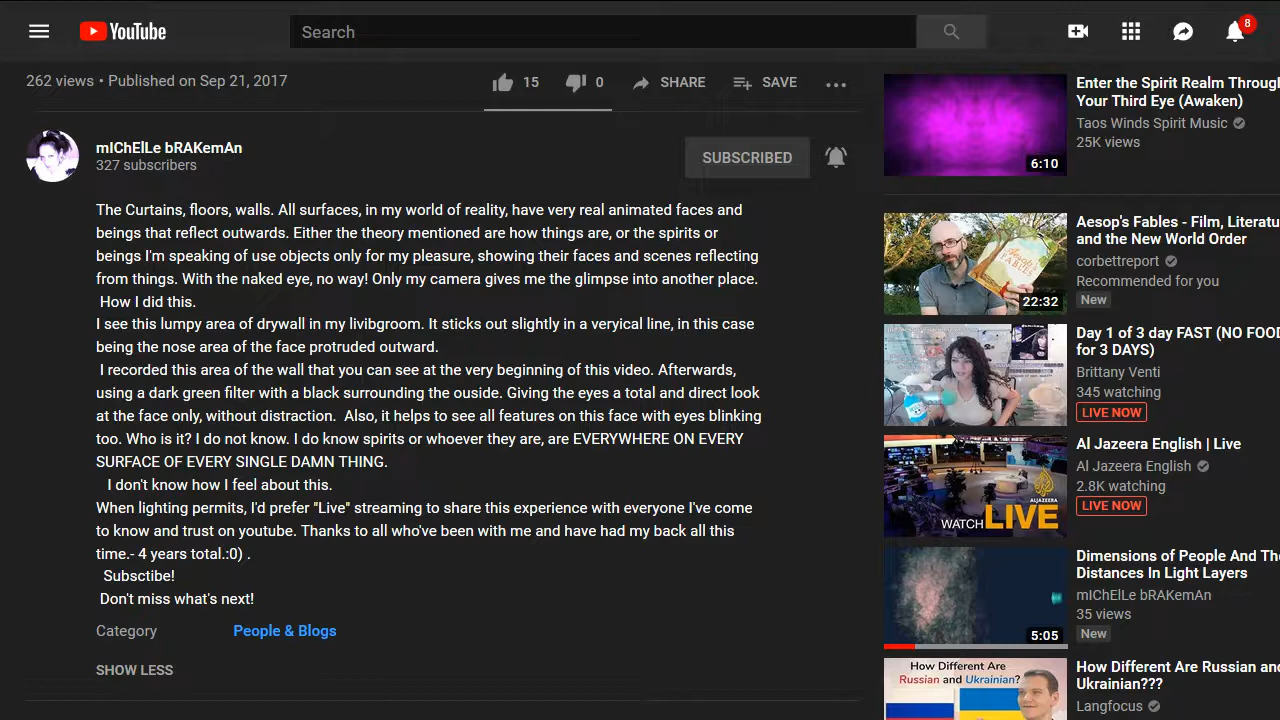 YouTube
Search
8
262 views • Published on Sep 21, 2017
15
0
SHARE
SAVE
mIChElLe bRAKemAn
327 subscribers
SUBSCRIBED
The Curtains, floors, walls. All surfaces, in my world of reality, have very real animated faces and
beings that reflect outwards. Either the theory mentioned are how things are, or the spirits or
beings I'm speaking of use objects only for my pleasure, showing their faces and scenes reflecting
from things. With the naked eye, no way! Only my camera gives me the glimpse into another place.
How I did this.
I see this lumpy area of drywall in my livibgroom. It sticks out slightly in a veryical line, in this case
being the nose area of the face protruded outward.
I recorded this area of the wall that you can see at the very beginning of this video. Afterwards,
using a dark green filter with a black surrounding the ouside. Giving the eyes a total and direct look
at the face only, without distraction.  Also, it helps to see all features on this face with eyes blinking
too. Who is it? I do not know. I do know spirits or whoever they are, are EVERYWHERE ON EVERY
SURFACE OF EVERY SINGLE DAMN THING.
I don't know how I feel about this.
When lighting permits, I'd prefer "Live" streaming to share this experience with everyone I've come
to know and trust on youtube. Thanks to all who've been with me and have had my back all this
time.- 4 years total.:0) .
Subsctibe!
Don't miss what's next!
Category
People & Blogs
SHOW LESS
6:10
Enter the Spirit Realm Through
Your Third Eye (Awaken)
Taos Winds Spirit Music
25K views
22:32
Aesop's Fables - Film, Literatu
and the New World Order
corbettreport
Recommended for you
New
Day 1 of 3 day FAST (NO FOOD
for 3 DAYS)
Brittany Venti
345 watching
LIVE NOW
ALJAZEERA
WATCH LIVE
Al Jazeera English | Live
Al Jazeera English
2.8K watching
LIVE NOW
5:05
Dimensions of People And The
Distances In Light Layers
mIChElLe bRAKemAn
35 views
New
How Different Are
Russian and Ukrainian?
How Different Are Russian and
Ukrainian???
Langfocus